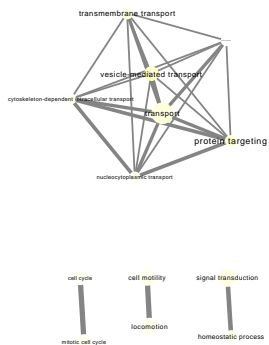 transmembrane transport
vesicle-mediated transport
cytoskeleton-dependent intracellular transport
transport
protein targeting
nucleocytoplasmic transport
cell cycle
cell motility
signal transduction
locomotion
homeostatic process
mitotic cell cycle